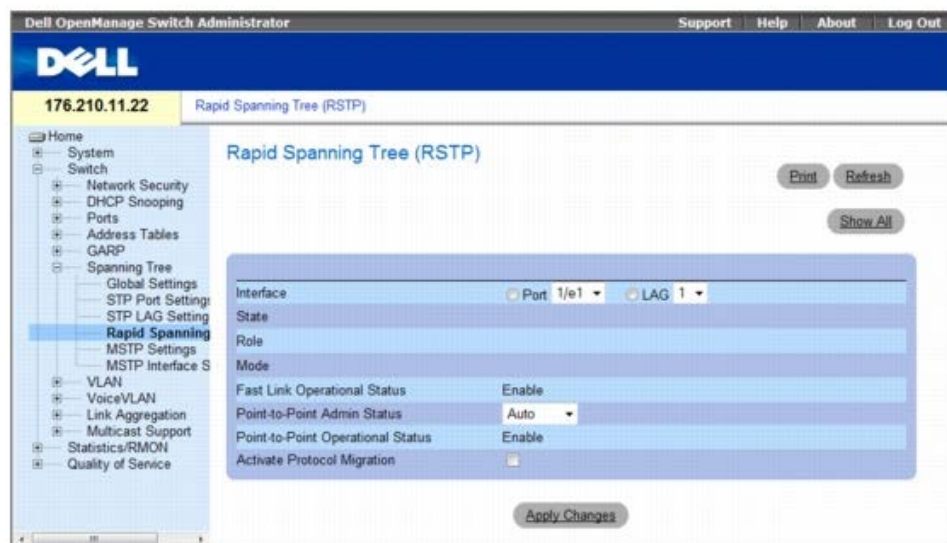 Dell OpenManage Switch Administrator Support Help About Log Out
DELL
176.210.11.22 Rapid Spanning Tree (RSTP)
Home
System
Switch
Network Security
DHCP Snooping
Ports
Address Tables
GARP
Spanning Tree
Global Settings
STP Port Settings
STP LAG Setting
Rapid Spanning
MSTP Settings
MSTP Interface S
VLAN
VoiceVLAN
Link Aggregation
Multicast Support
Statistics/RMON
Quality of Service
Rapid Spanning Tree (RSTP)
Print Refresh
Show All
Interface Port 1/e1 LAG 1
State
Role
Mode
Fast Link Operational Status Enable
Point-to-Point Admin Status Auto
Point-to-Point Operational Status Enable
Activate Protocol Migration
Apply Changes